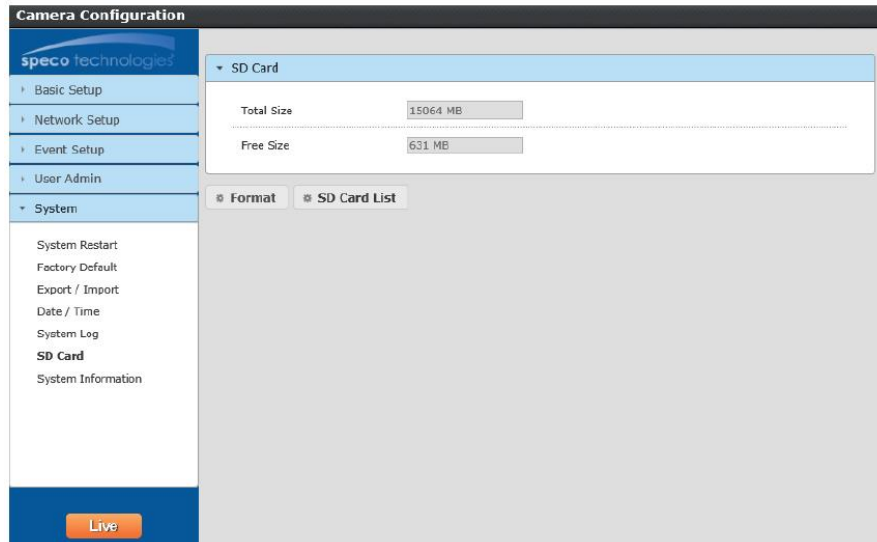 Camera Configuration
speco technologies
Basic Setup
Network Setup
Event Setup
User Admin
System
System Restart
Factory Default
Export / Import
Date / Time
System Log
SD Card
System Information
Live
SD Card
Total Size 15064 MB
Free Size 631 MB
Format SD Card List